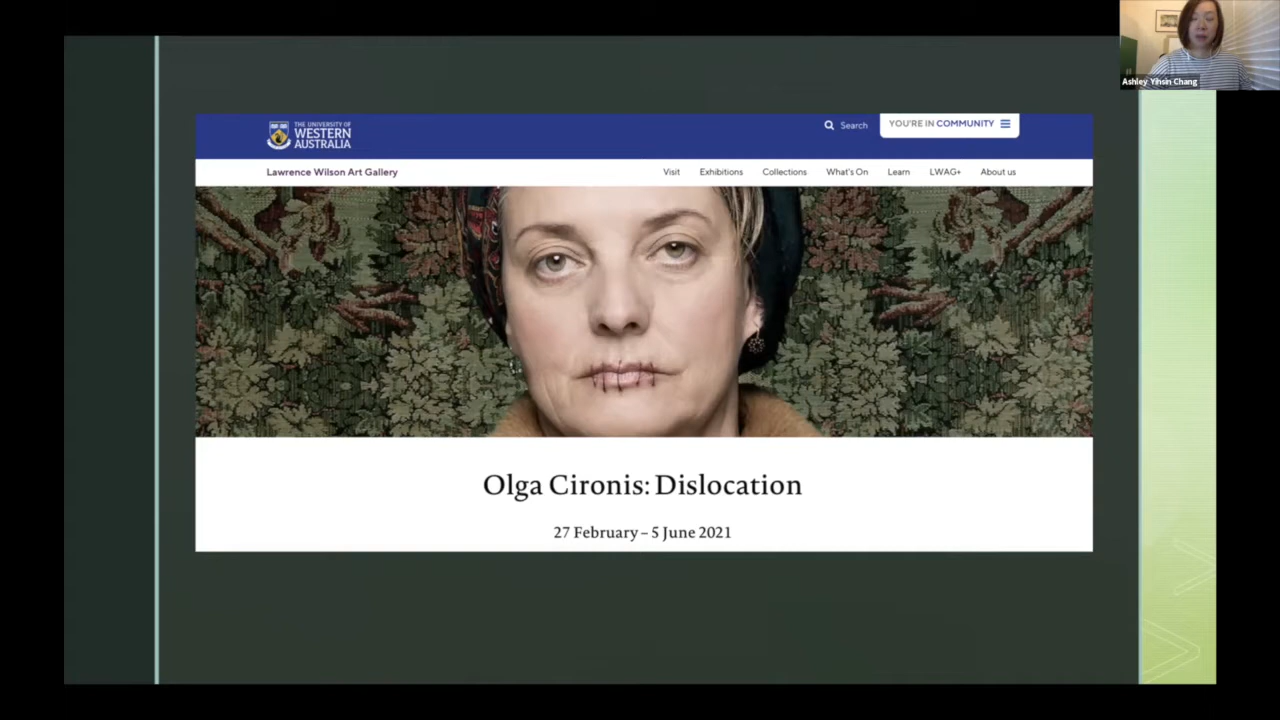 Ashley Yihsin Chang
THE UNIVERSITY OF
WESTERN
AUSTRALIA
Search
YOU'RE IN COMMUNITY
Lawrence Wilson Art Gallery
Visit
Exhibitions
Collections
What's On
Learn
LWAG+
About us
Olga Cironis: Dislocation
27 February – 5 June 2021